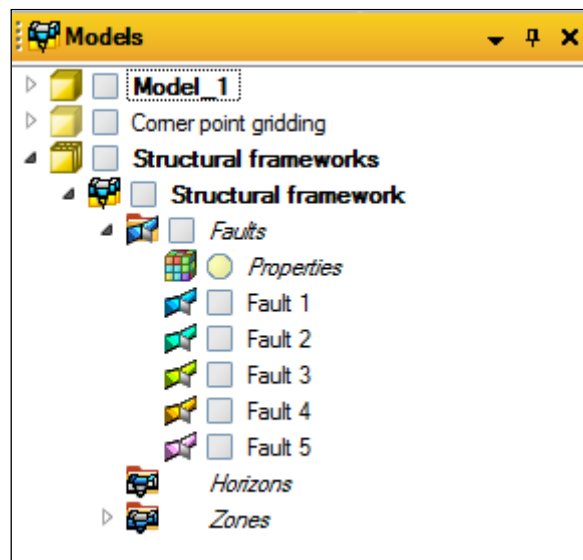 Models
Model_1
Corner point gridding
Structural frameworks
Structural framework
Faults
Properties
Fault 1
Fault 2
Fault 3
Fault 4
Fault 5
Horizons
Zones